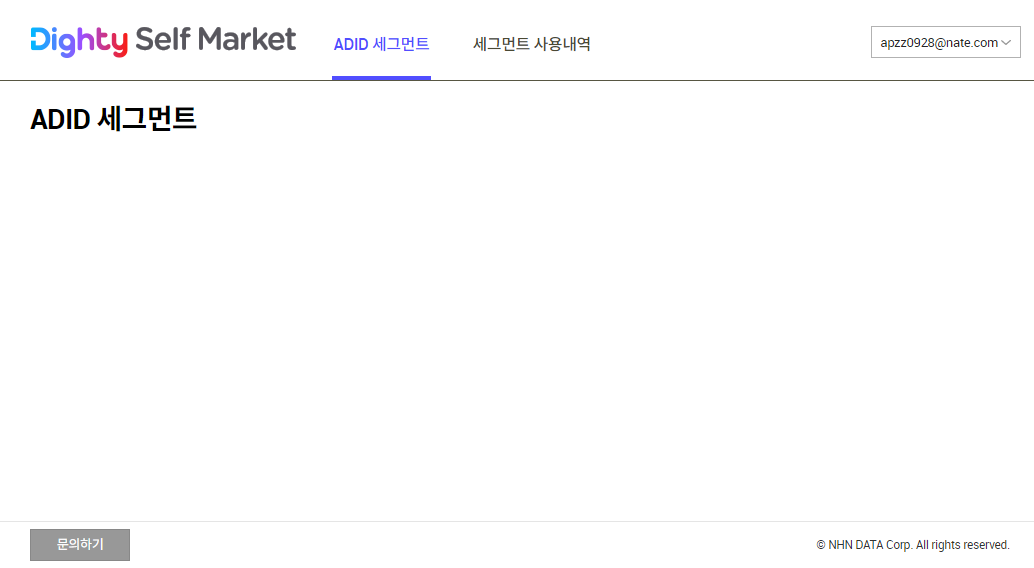 Dighty Self Market
ADID 세그먼트
세그먼트 사용내역
apzz0928@nate.com
ADID 세그먼트
문의하기
© NHN DATA Corp. All rights reserved.